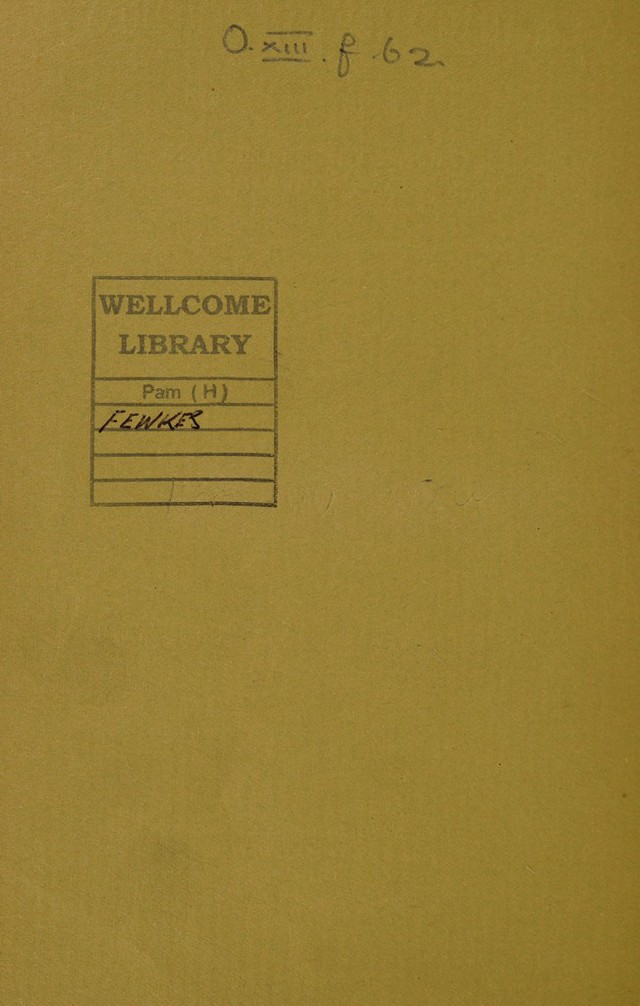 O.xiii.f.62.
WELLCOME
LIBRARY
Pam (H)
FEWKES